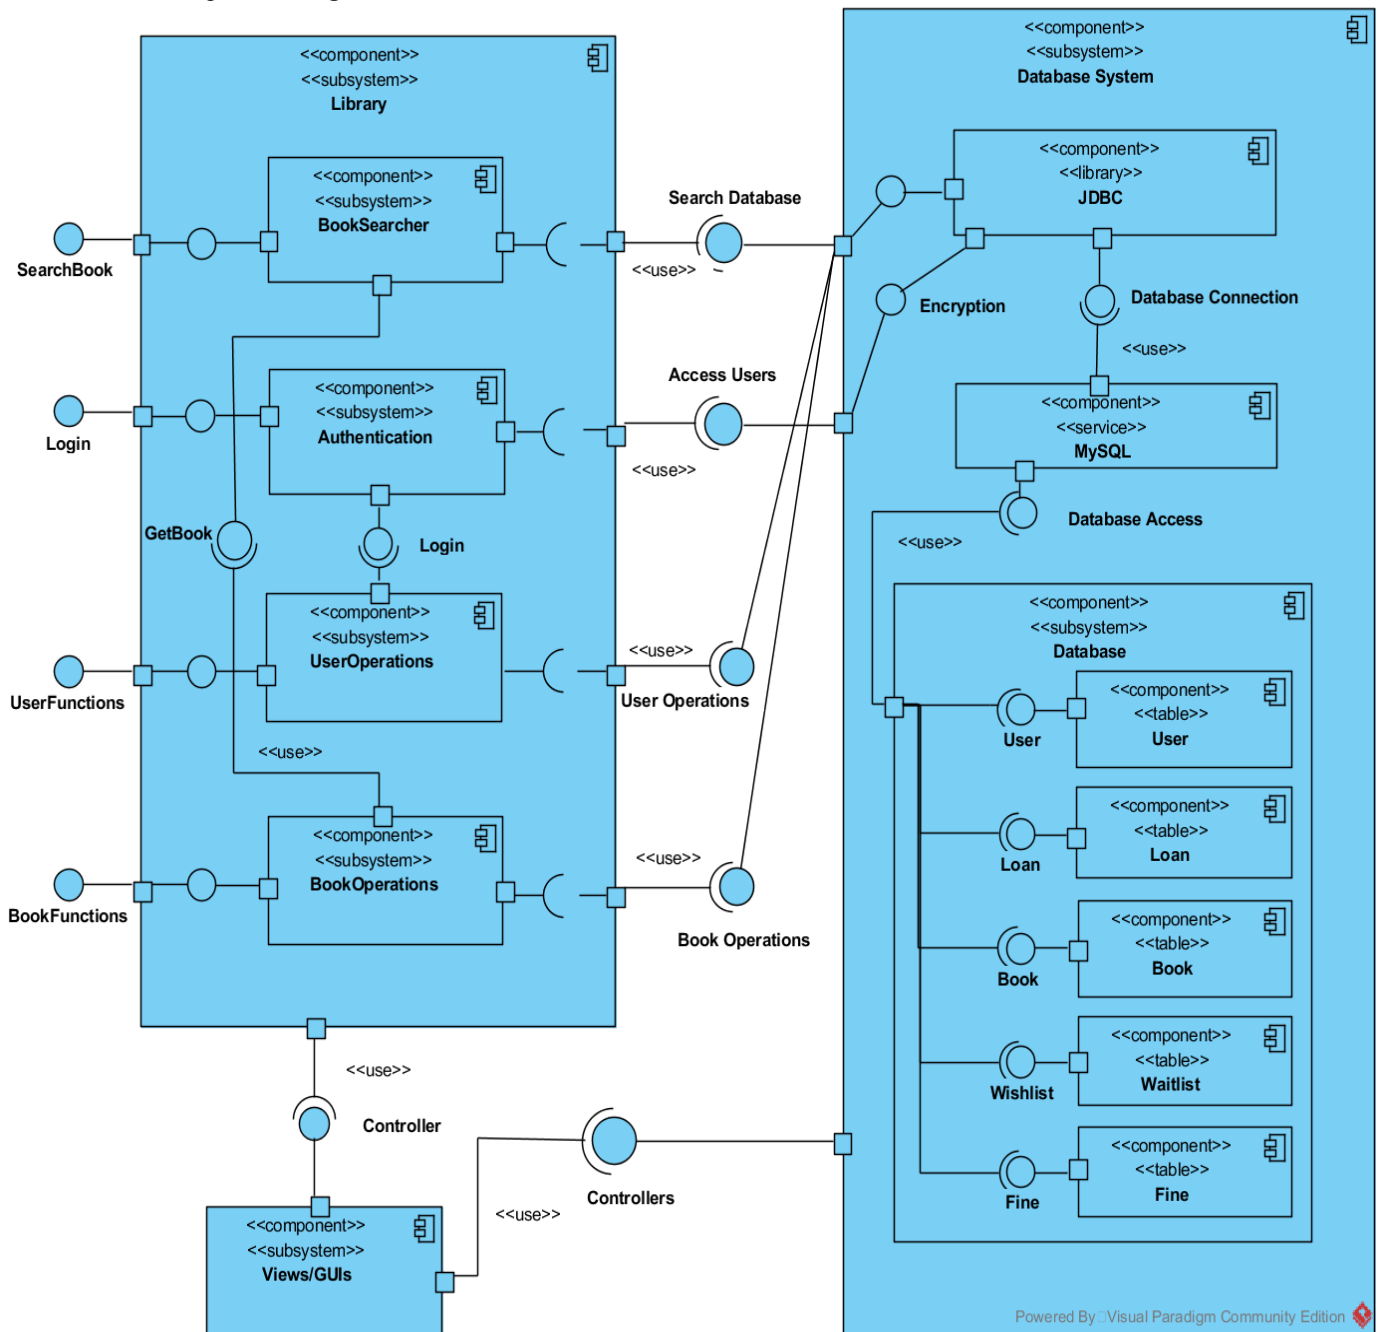 <<component>>
<<subsystem>>
Library
<<component>>
<<subsystem>>
BookSearcher
SearchBook
<<component>>
<<subsystem>>
Authentication
Login
GetBook
Login
<<component>>
<<subsystem>>
UserOperations
UserFunctions
<<use>>
<<component>>
<<subsystem>>
BookOperations
BookFunctions
Search Database
<<use>>
Access Users
<<use>>
<<use>>
User Operations
<<use>>
Book Operations
<<use>>
Controller
<<component>>
<<subsystem>>
Views/GUIs
<<use>>
Controllers
<<component>>
<<subsystem>>
Database System
<<component>>
<<library>>
JDBC
Encryption
Database Connection
<<use>>
<<component>>
<<service>>
MySQL
Database Access
<<use>>
<<component>>
<<subsystem>>
Database
<<component>>
<<table>>
User
User
<<component>>
<<table>>
Loan
Loan
<<component>>
<<table>>
Book
Book
<<component>>
<<table>>
Waitlist
Wishlist
<<component>>
<<table>>
Fine
Fine
Powered By Visual Paradigm Community Edition